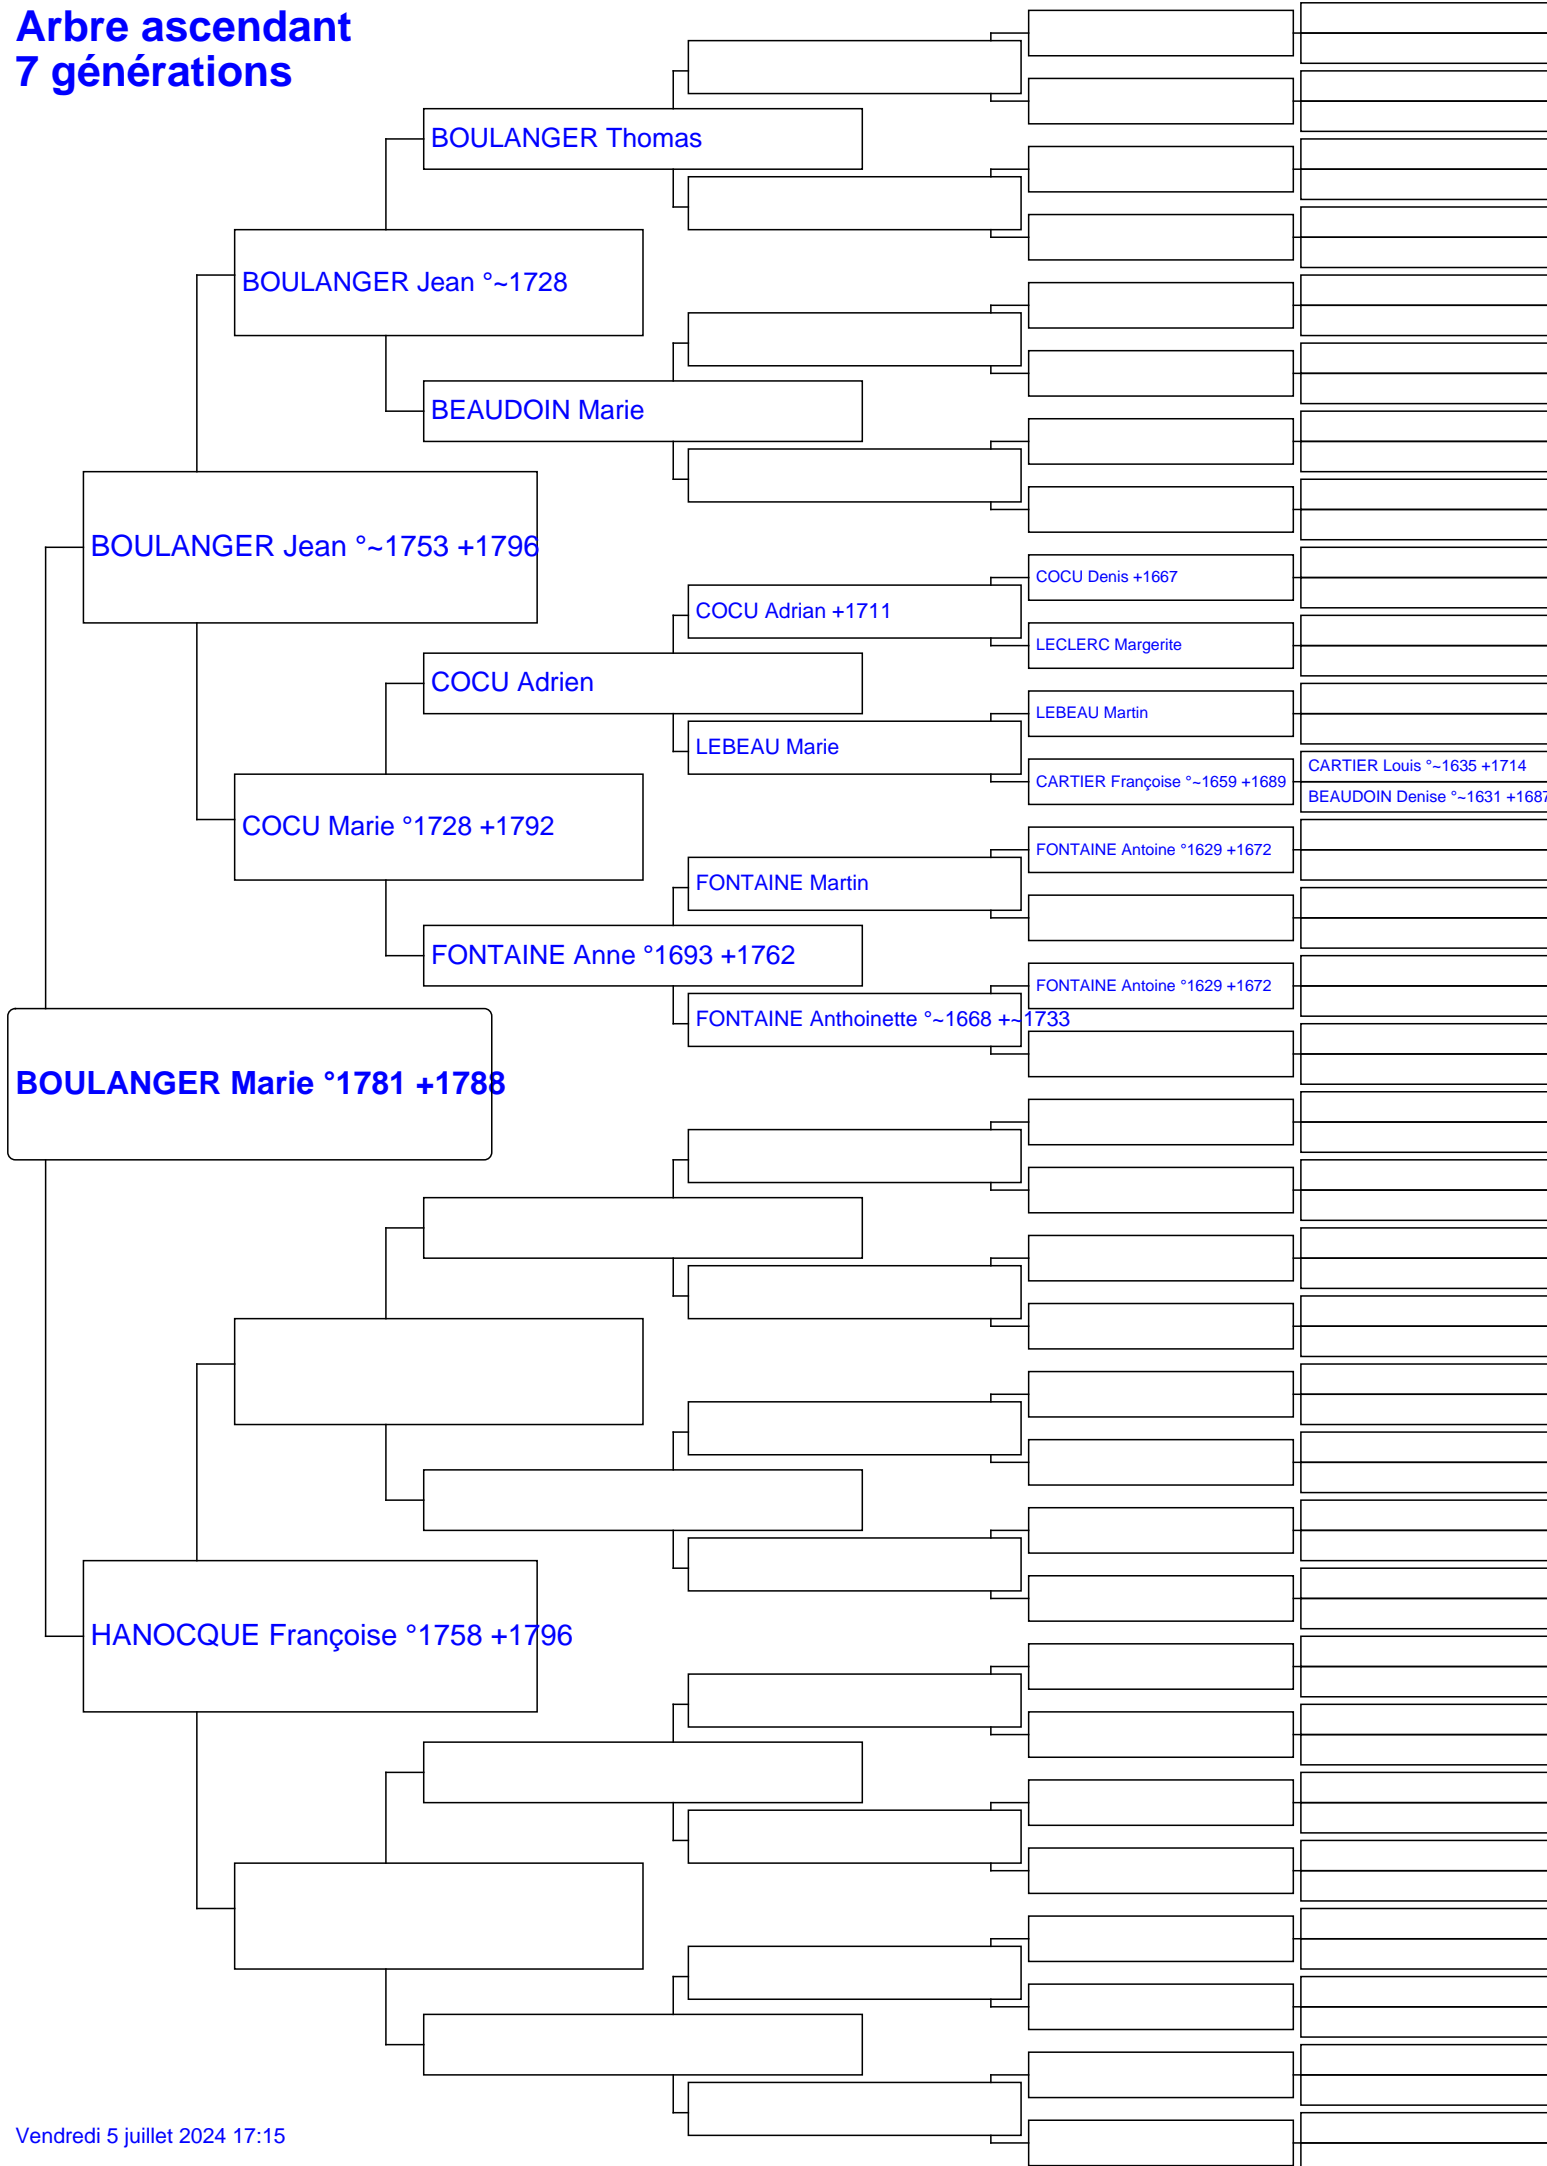 Arbre ascendant
7 générations
BOULANGER Thomas
BOULANGER Jean °~1728
BEAUDOIN Marie
BOULANGER Jean °~1753 +1796
COCU Denis +1667
COCU Adrian +1711
LECLERC Margerite
COCU Adrien
LEBEAU Martin
LEBEAU Marie
CARTIER Françoise °~1659 +1689
CARTIER Louis °~1635 +1714
BEAUDOIN Denise °~1631 +1687
COCU Marie °1728 +1792
FONTAINE Antoine °1629 +1672
FONTAINE Martin
FONTAINE Anne °1693 +1762
FONTAINE Antoine °1629 +1672
FONTAINE Anthoinette °~1668 +~1733
BOULANGER Marie °1781 +1788
HANOCQUE Françoise °1758 +1796
Vendredi 5 juillet 2024 17:15